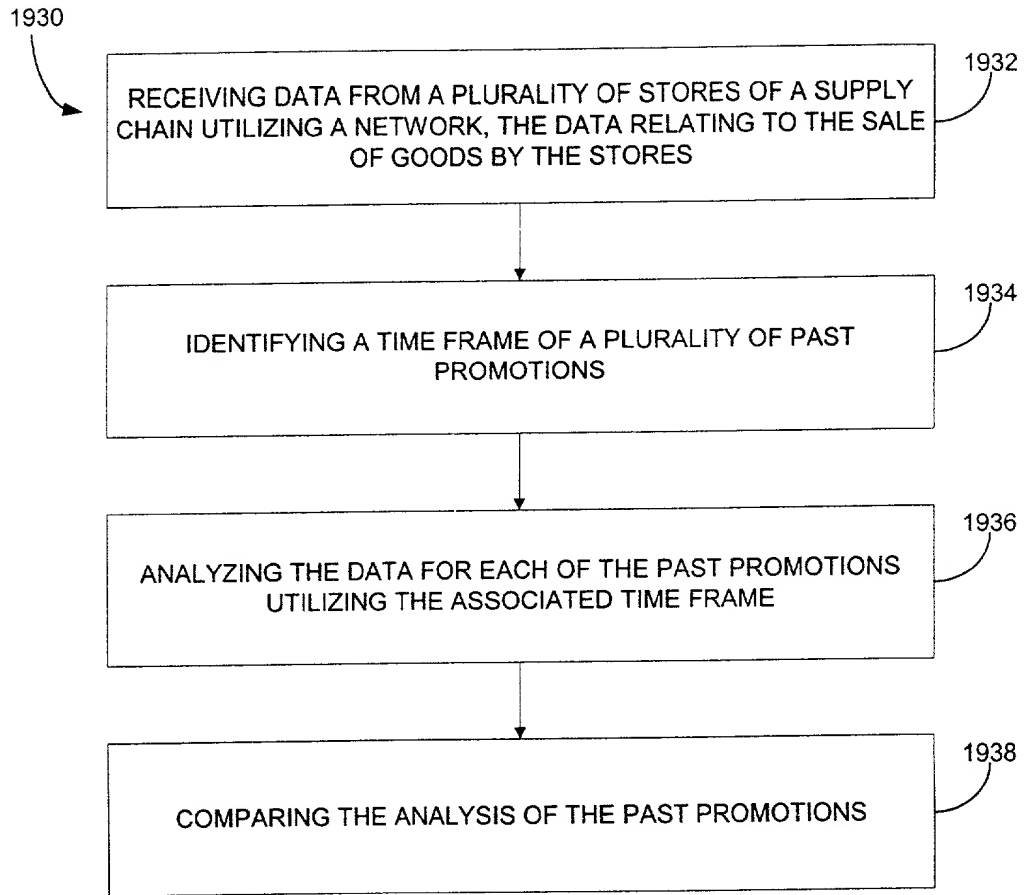 1930
1932
RECEIVING DATA FROM A PLURALITY OF STORES OF A SUPPLY
CHAIN UTILIZING A NETWORK, THE DATA RELATING TO THE SALE
OF GOODS BY THE STORES
1934
IDENTIFYING A TIME FRAME OF A PLURALITY OF PAST
PROMOTIONS
1936
ANALYZING THE DATA FOR EACH OF THE PAST PROMOTIONS
UTILIZING THE ASSOCIATED TIME FRAME
1938
COMPARING THE ANALYSIS OF THE PAST PROMOTIONS